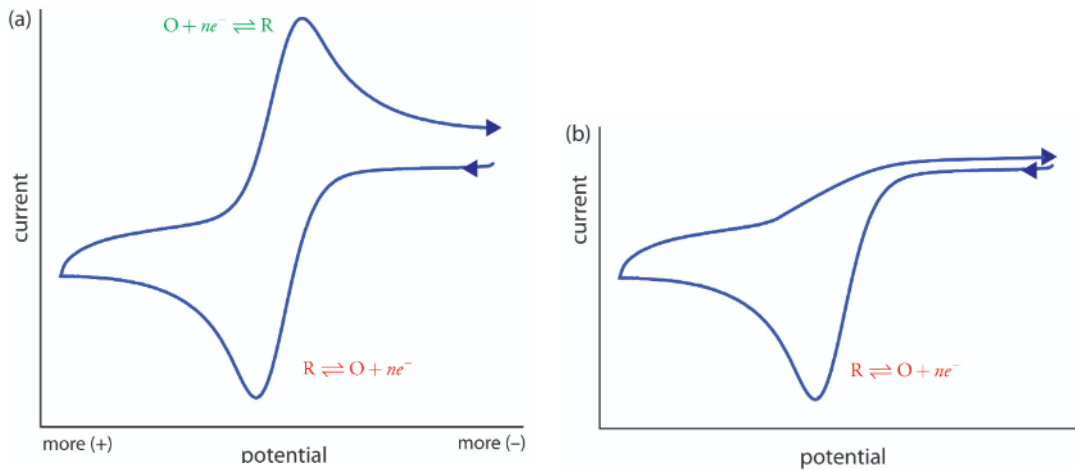 (a)
O + ne⁻ ⇌ R
current
R ⇌ O + ne⁻
more (+)
potential
more (–)
(b)
current
R ⇌ O + ne⁻
potential